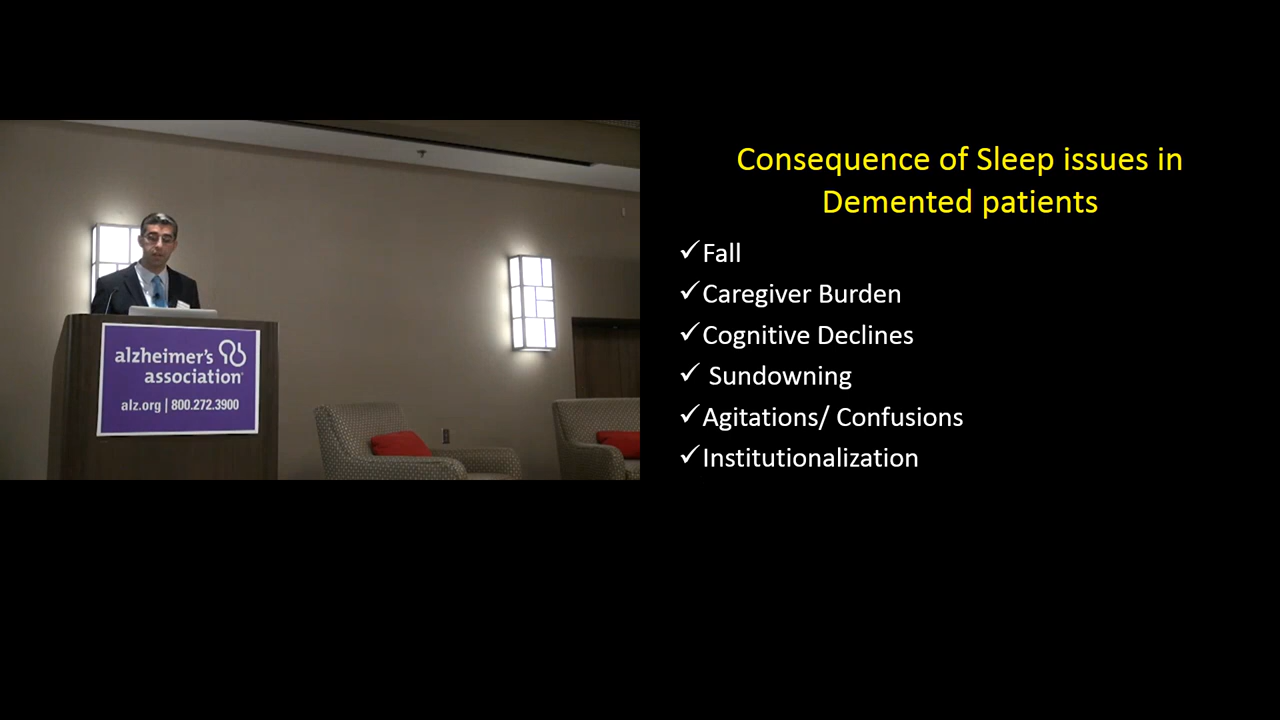 alzheimer's
association
alz.org | 800.272.3900
Consequence of Sleep issues in
Demented patients
✓Fall
✓Caregiver Burden
✓Cognitive Declines
✓ Sundowning
✓Agitations/ Confusions
✓Institutionalization